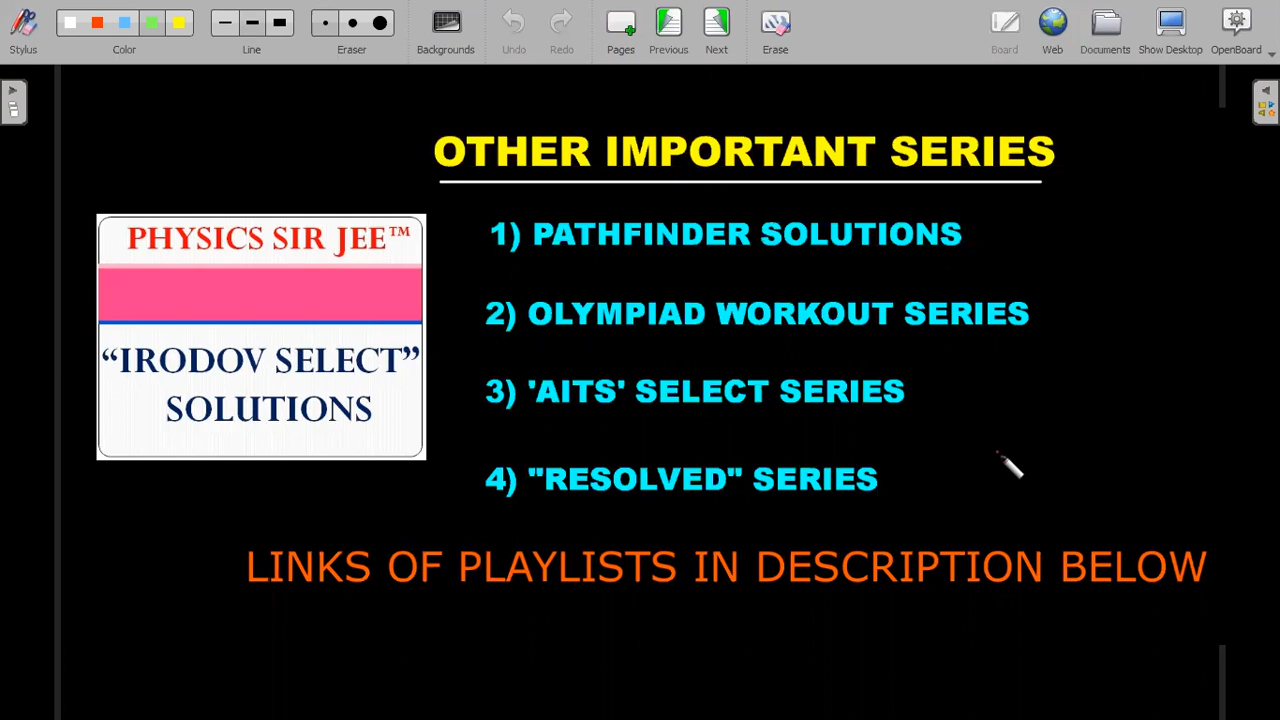 Stylus
Color
Line
Eraser
Backgrounds
Undo
Redo
Pages
Previous
Next
Erase
Board
Web
Documents
Show Desktop
OpenBoard
OTHER IMPORTANT SERIES
PHYSICS SIR JEE™
“IRODOV SELECT”
SOLUTIONS
1) PATHFINDER SOLUTIONS
2) OLYMPIAD WORKOUT SERIES
3) 'AITS' SELECT SERIES
4) "RESOLVED" SERIES
LINKS OF PLAYLISTS IN DESCRIPTION BELOW